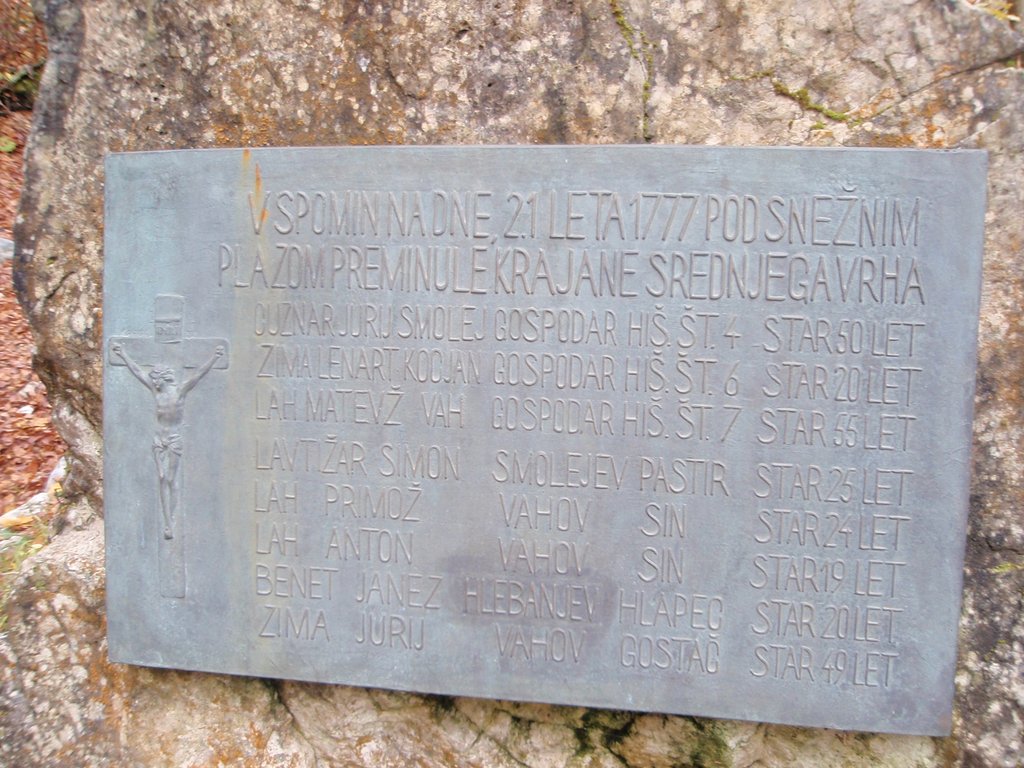 V SPOMIN NA DNE, 2.1 LETA 1777 POD SNEŽNIM
PLAZOM PREMINULE, KRAJANE SREDNJEGA VRHA
CUZNAR JURIJ SMOLEJ GOSPODAR HIŠ. ŠT. 4 STAR 50 LET
ZIMA LENART KOCJAN GOSPODAR HIŠ. ŠT. 6 STAR 20 LET
LAH MATEVŽ VAH GOSPODAR HIŠ. ŠT. 7 STAR 55 LET
LAVTIŽAR SIMON SMOLEJEV PASTIR STAR 25 LET
LAH PRIMOŽ VAHOV SIN STAR 24 LET
LAH ANTON VAHOV SIN STAR 19 LET
BENET JANEZ HLEBANJEV HLAPEC STAR 20 LET.
ZIMA JURIJ VAHOV GOSTAČ STAR 49 LET